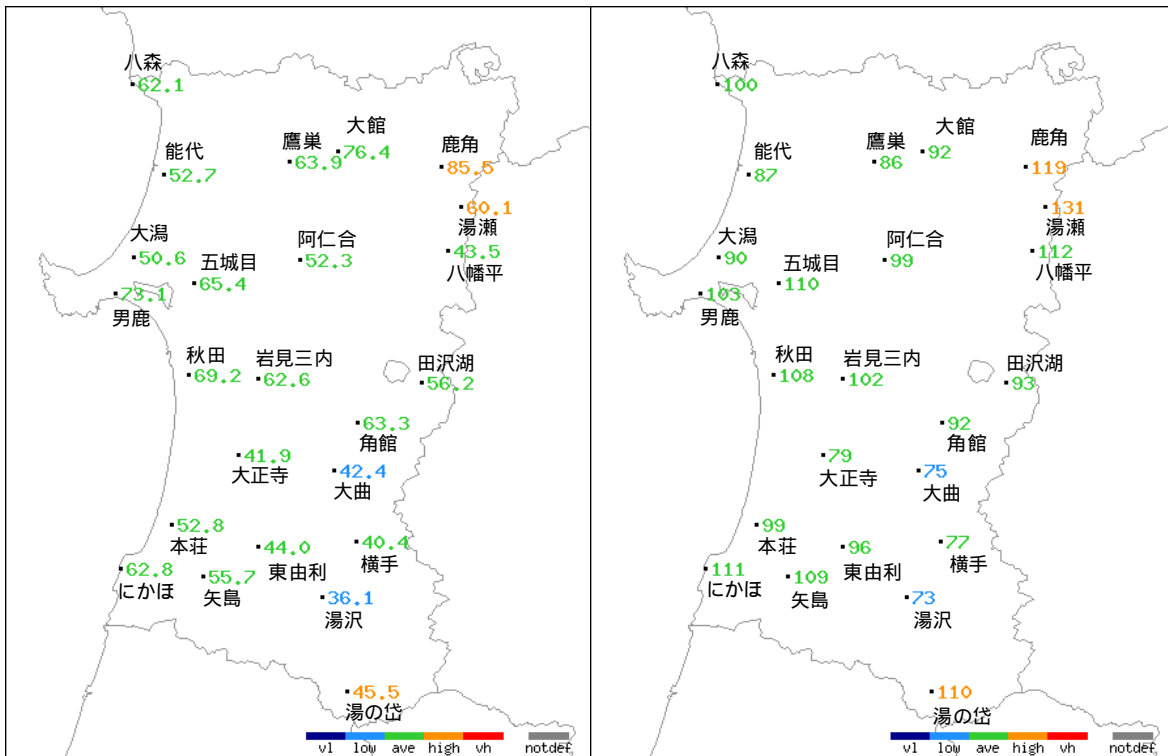 八森
62.1
大館
76.4
鷹巣
63.9
鹿角
85.5
能代
52.7
60.1
湯瀬
大潟
50.6
阿仁合
52.3
43.5
八幡平
五城目
65.4
73.1
男鹿
秋田
69.2
岩見三内
62.6
田沢湖
56.2
63.3
角館
41.9
大正寺
42.4
大曲
52.8
本荘
44.0
東由利
40.4
横手
62.8
にかほ
55.7
矢島
36.1
湯沢
45.5
湯の岱
vl low ave high vh notdef
八森
100
大館
92
鷹巣
86
鹿角
119
能代
87
131
湯瀬
大潟
90
阿仁合
99
112
八幡平
五城目
110
103
男鹿
秋田
108
岩見三内
102
田沢湖
93
92
角館
79
大正寺
75
大曲
99
本荘
96
東由利
77
横手
111
にかほ
109
矢島
73
湯沢
110
湯の岱
vl low ave high vh notdef